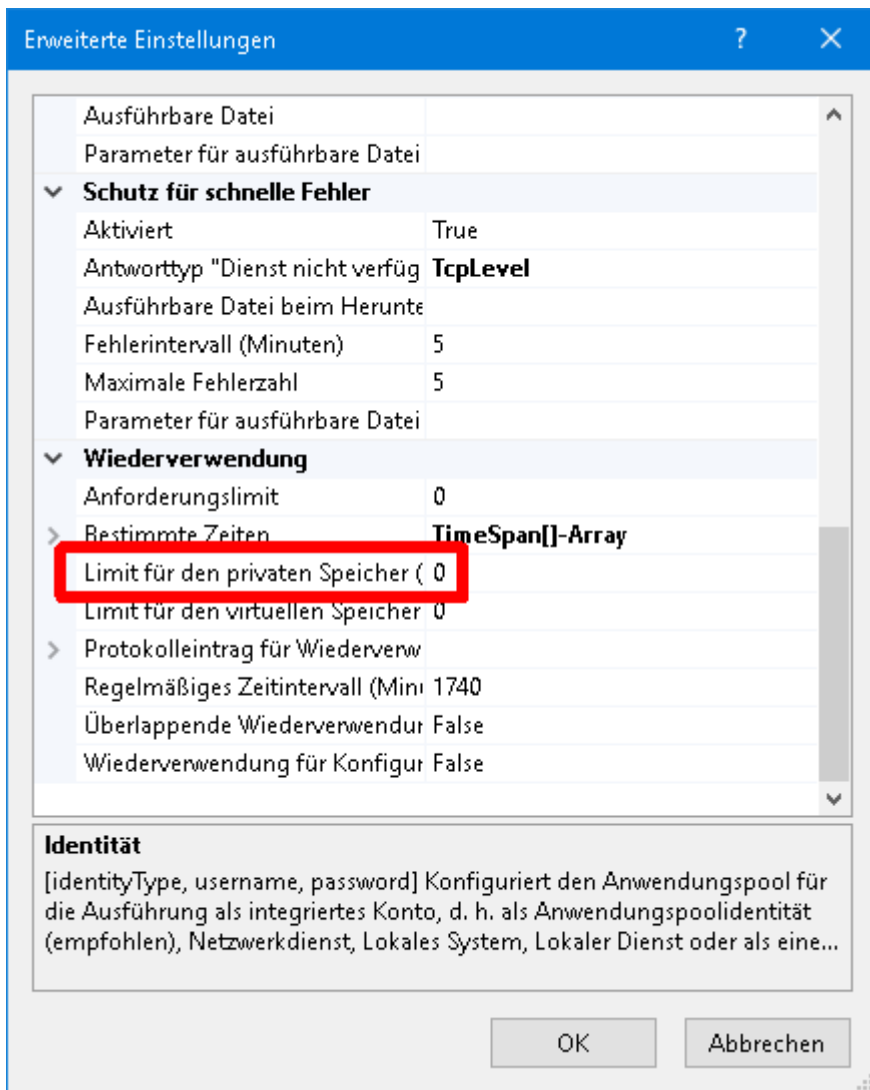 Erweiterte Einstellungen ?
Ausführbare Datei
Parameter für ausführbare Datei
Schutz für schnelle Fehler
Aktiviert True
Antworttyp "Dienst nicht verfüg TcpLevel
Ausführbare Datei beim Herunte
Fehlerintervall (Minuten) 5
Maximale Fehlerzahl 5
Parameter für ausführbare Datei
Wiederverwendung
Anforderungslimit 0
Bestimmte Zeiten TimeSpan[]-Array
Limit für den privaten Speicher ( 0
Limit für den virtuellen Speicher 0
Protokolleintrag für Wiederverw
Regelmäßiges Zeitintervall (Minu 1740
Überlappende Wiederverwendur False
Wiederverwendung für Konfigur False
Identität
[identityType, username, password] Konfiguriert den Anwendungspool für
die Ausführung als integriertes Konto, d. h. als Anwendungspoolidentität
(empfohlen), Netzwerkdienst, Lokales System, Lokaler Dienst oder als eine...
OK Abbrechen